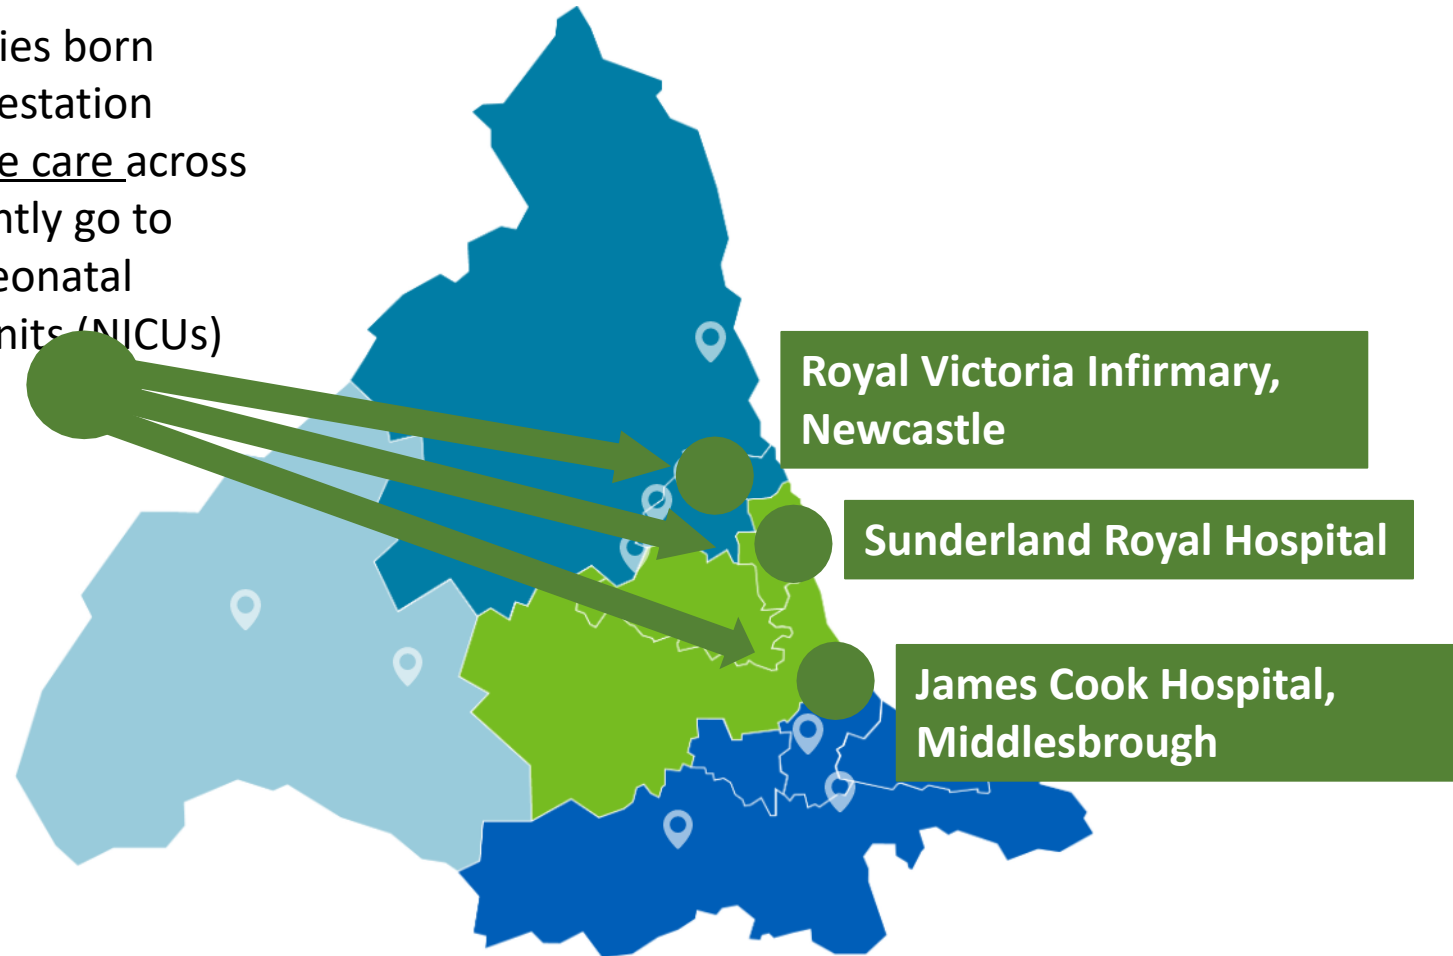 ies born
estation
e care across
ntly go to
eonatal
nits (NICUs)
Royal Victoria Infirmary,
Newcastle
Sunderland Royal Hospital
James Cook Hospital,
Middlesbrough